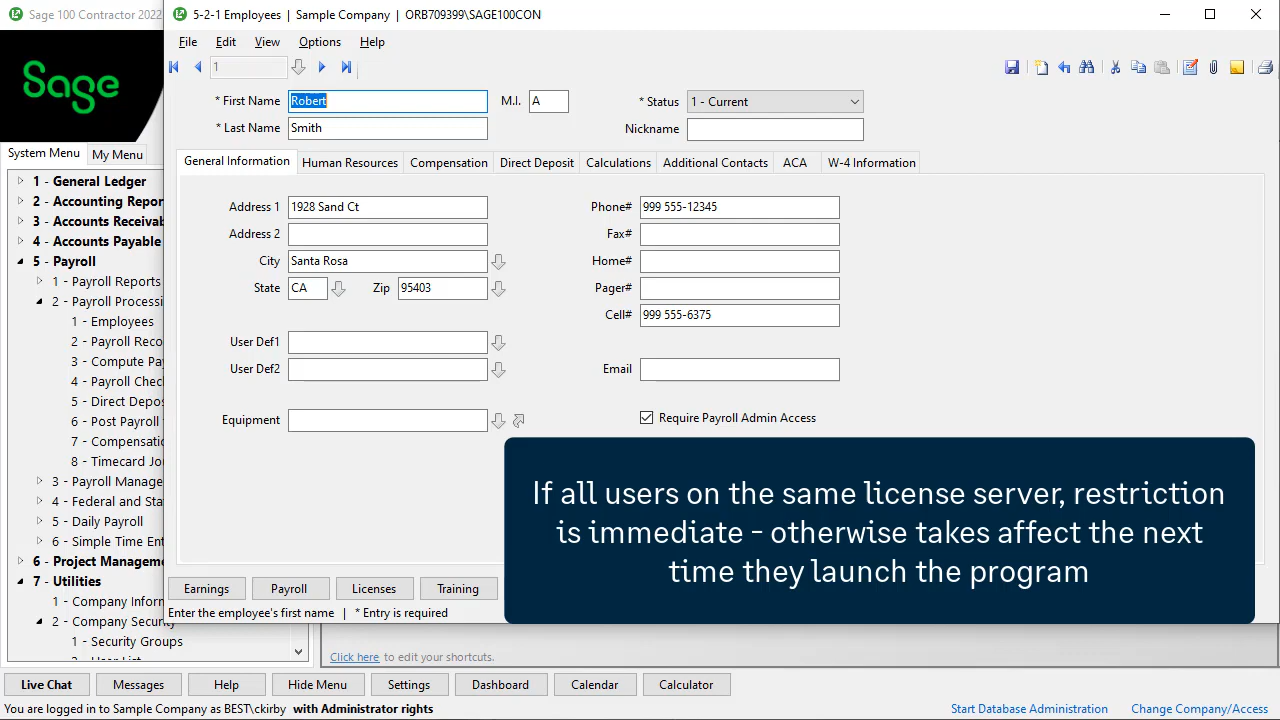 Sage 100 Contractor 2022
5-2-1 Employees | Sample Company | ORB709399\SAGE100CON
File Edit View Options Help
1
Sage
* First Name Robert M.I. A * Status 1 - Current
* Last Name Smith Nickname
System Menu My Menu
General Information Human Resources Compensation Direct Deposit Calculations Additional Contacts ACA W-4 Information
1 - General Ledger
2 - Accounting Repor
3 - Accounts Receivab
4 - Accounts Payable
5 - Payroll
1 - Payroll Reports
2 - Payroll Processi
1 - Employees
2 - Payroll Reco
3 - Compute Pay
4 - Payroll Chec
5 - Direct Depos
6 - Post Payroll
7 - Compensatio
8 - Timecard Jo
3 - Payroll Manage
4 - Federal and Sta
5 - Daily Payroll
6 - Simple Time Ent
6 - Project Manageme
7 - Utilities
1 - Company Inforn
2 - Company Security
1 - Security Groups
Address 1 1928 Sand Ct Phone# 999 555-12345
Address 2 Fax#
City Santa Rosa Home#
State CA Zip 95403 Pager#
Cell# 999 555-6375
User Def1
User Def2 Email
Equipment Require Payroll Admin Access
If all users on the same license server, restriction
is immediate - otherwise takes affect the next
time they launch the program
Earnings Payroll Licenses Training
Enter the employee's first name | * Entry is required
Click here to edit your shortcuts.
Live Chat Messages Help Hide Menu Settings Dashboard Calendar Calculator
You are logged in to Sample Company as BEST\ckirby with Administrator rights Start Database Administration Change Company/Access